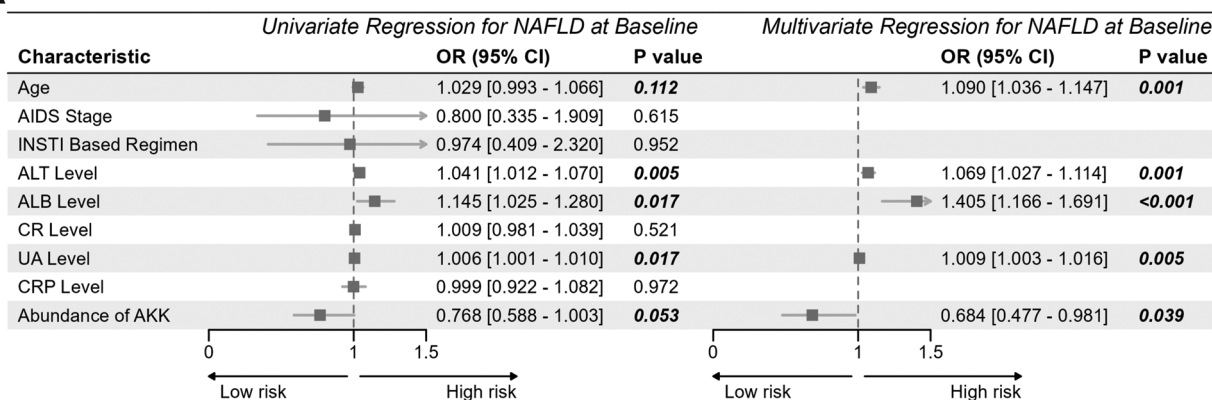 Univariate Regression for NAFLD at Baseline Multivariate Regression for NAFLD at Baseline
Characteristic OR (95% CI) P value OR (95% CI) P value
Age 1.029 [0.993 - 1.066] 0.112 1.090 [1.036 - 1.147] 0.001
AIDS Stage 0.800 [0.335 - 1.909] 0.615
INSTI Based Regimen 0.974 [0.409 - 2.320] 0.952
ALT Level 1.041 [1.012 - 1.070] 0.005 1.069 [1.027 - 1.114] 0.001
ALB Level 1.145 [1.025 - 1.280] 0.017 1.405 [1.166 - 1.691] <0.001
CR Level 1.009 [0.981 - 1.039] 0.521
UA Level 1.006 [1.001 - 1.010] 0.017 1.009 [1.003 - 1.016] 0.005
CRP Level 0.999 [0.922 - 1.082] 0.972
Abundance of AKK 0.768 [0.588 - 1.003] 0.053 0.684 [0.477 - 0.981] 0.039
0 1 1.5 0 1 1.5
Low risk High risk Low risk High risk